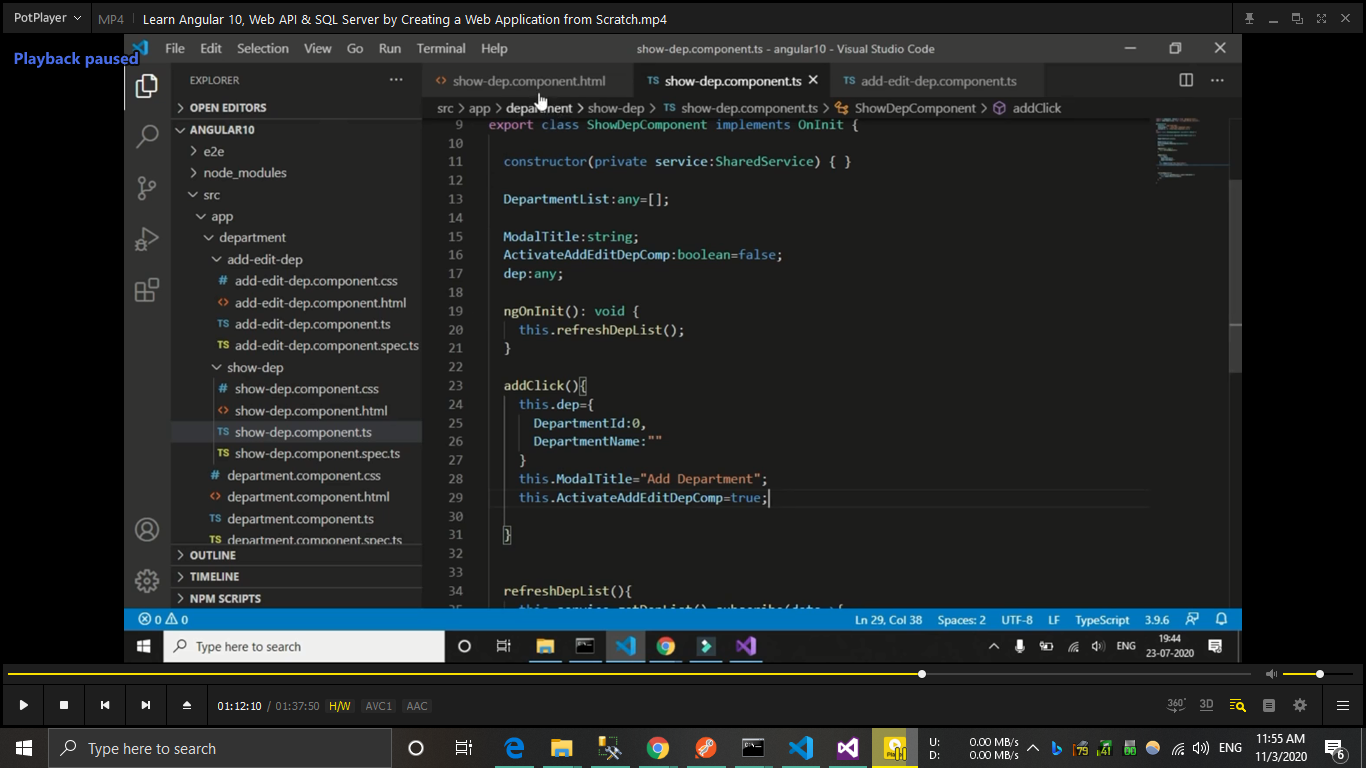 PotPlayer
MP4
Learn Angular 10, Web API & SQL Server by Creating a Web Application from Scratch.mp4
Playback paused
File Edit Selection View Go Run Terminal Help
show-dep.component.ts - angular10 - Visual Studio Code
EXPLORER
OPEN EDITORS
ANGULAR10
e2e
node_modules
src
app
department
add-edit-dep
# add-edit-dep.component.css
<> add-edit-dep.component.html
TS add-edit-dep.component.ts
TS add-edit-dep.component.spec.ts
show-dep
# show-dep.component.css
<> show-dep.component.html
TS show-dep.component.ts
TS show-dep.component.spec.ts
# department.component.css
<> department.component.html
TS department.component.ts
TS department.component.spec.ts
OUTLINE
TIMELINE
NPM SCRIPTS
<> show-dep.component.html
TS show-dep.component.ts
TS add-edit-dep.component.ts
src > app > department > show-dep > TS show-dep.component.ts > ShowDepComponent > addClick
9 export class ShowDepComponent implements OnInit {
10
11 constructor(private service:SharedService) { }
12
13 DepartmentList:any=[];
14
15 ModalTitle:string;
16 ActivateAddEditDepComp:boolean=false;
17 dep:any;
18
19 ngOnInit(): void {
20 this.refreshDepList();
21 }
22
23 addClick(){
24 this.dep={
25 DepartmentId:0,
26 DepartmentName:""
27 }
28 this.ModalTitle="Add Department";
29 this.ActivateAddEditDepComp=true;
30
31 }
32
33
34 refreshDepList(){
35 this.service.getDepList().subscribe(data =>{
0 0
Ln 29, Col 38 Spaces: 2 UTF-8 LF TypeScript 3.9.6
Type here to search
ENG
19:44
23-07-2020
01:12:10 / 01:37:50 H/W AVC1 AAC
360° 3D
Type here to search
U: 0.00 MB/s
D: 0.00 MB/s
79
41
ENG
11:55 AM
11/3/2020
6